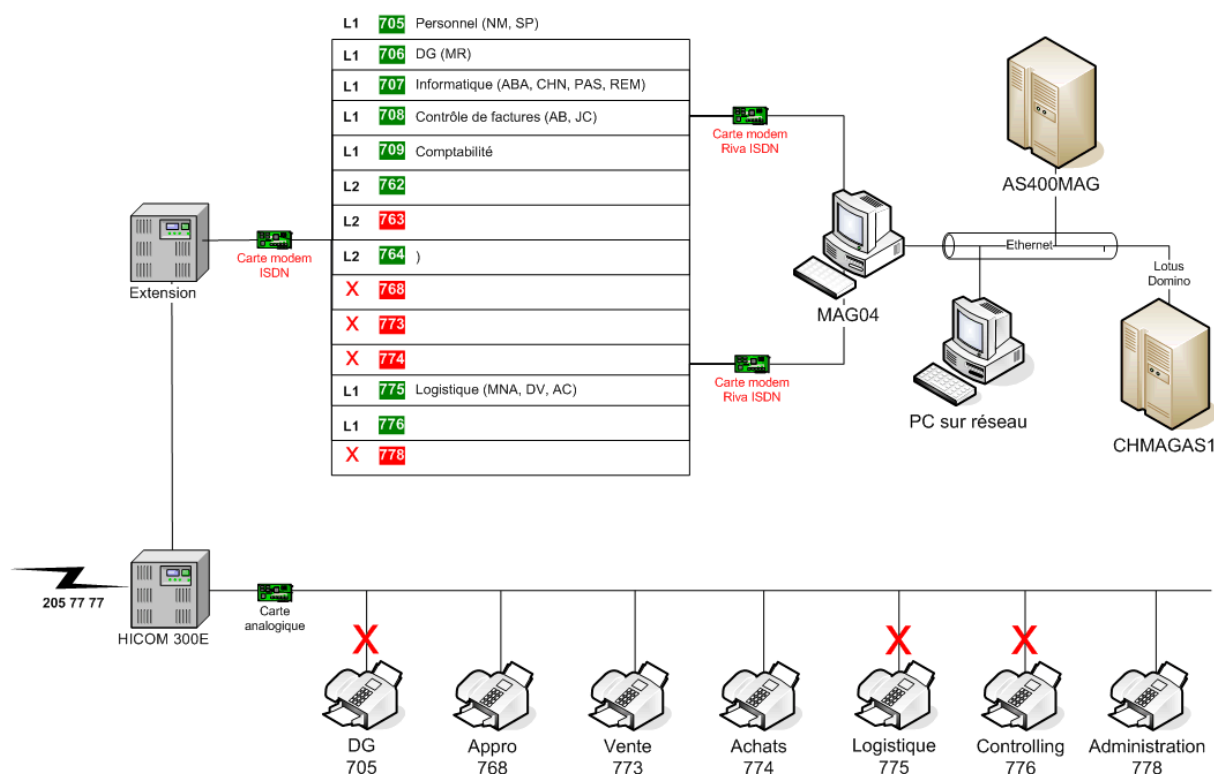 L1 705 Personnel (NM, SP)
L1 706 DG (MR)
L1 707 Informatique (ABA, CHN, PAS, REM)
L1 708 Contrôle de factures (AB, JC)
L1 709 Comptabilité
L2 762
L2 763
L2 764 )
X 768
X 773
X 774
L1 775 Logistique (MNA, DV, AC)
L1 776
X 778
Extension
Carte modem
ISDN
Carte modem
Riva ISDN
Carte modem
Riva ISDN
MAG04
AS400MAG
Ethernet
Lotus
Domino
PC sur réseau
CHMAGAS1
205 77 77
HICOM 300E
Carte
analogique
X
X
X
DG
705
Appro
768
Vente
773
Achats
774
Logistique
775
Controlling
776
Administration
778